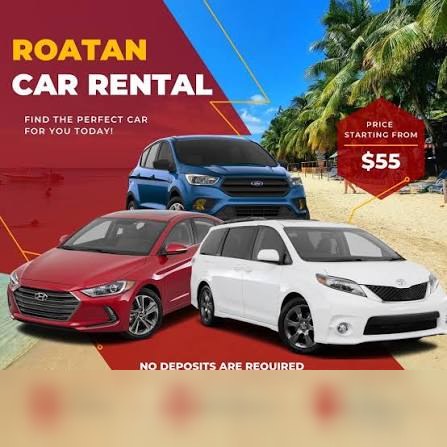 ROATAN
CAR RENTAL
FIND THE PERFECT CAR
FOR YOU TODAY!
PRICE
STARTING FROM
$55
NO DEPOSITS ARE REQUIRED